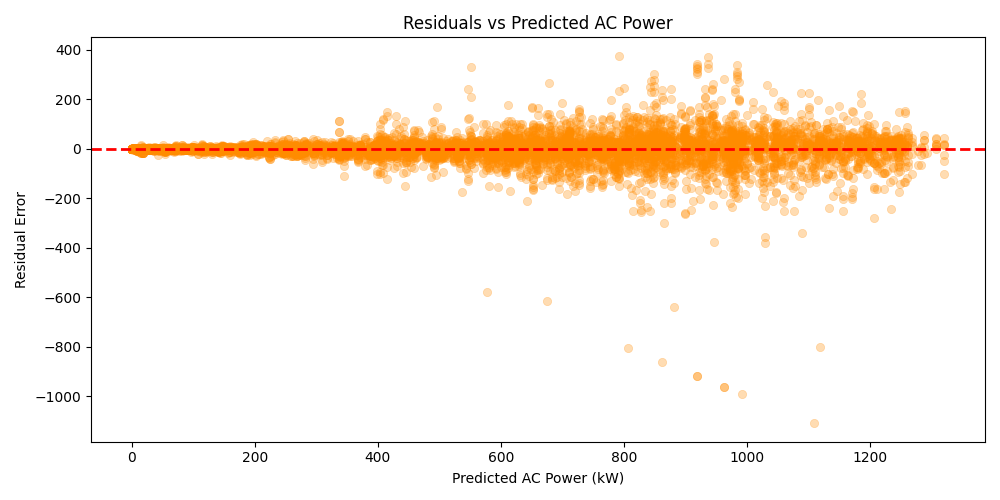 Residuals vs Predicted AC Power
Residual Error
400
200
0
−200
−400
−600
−800
−1000
0 200 400 600 800 1000 1200
Predicted AC Power (kW)